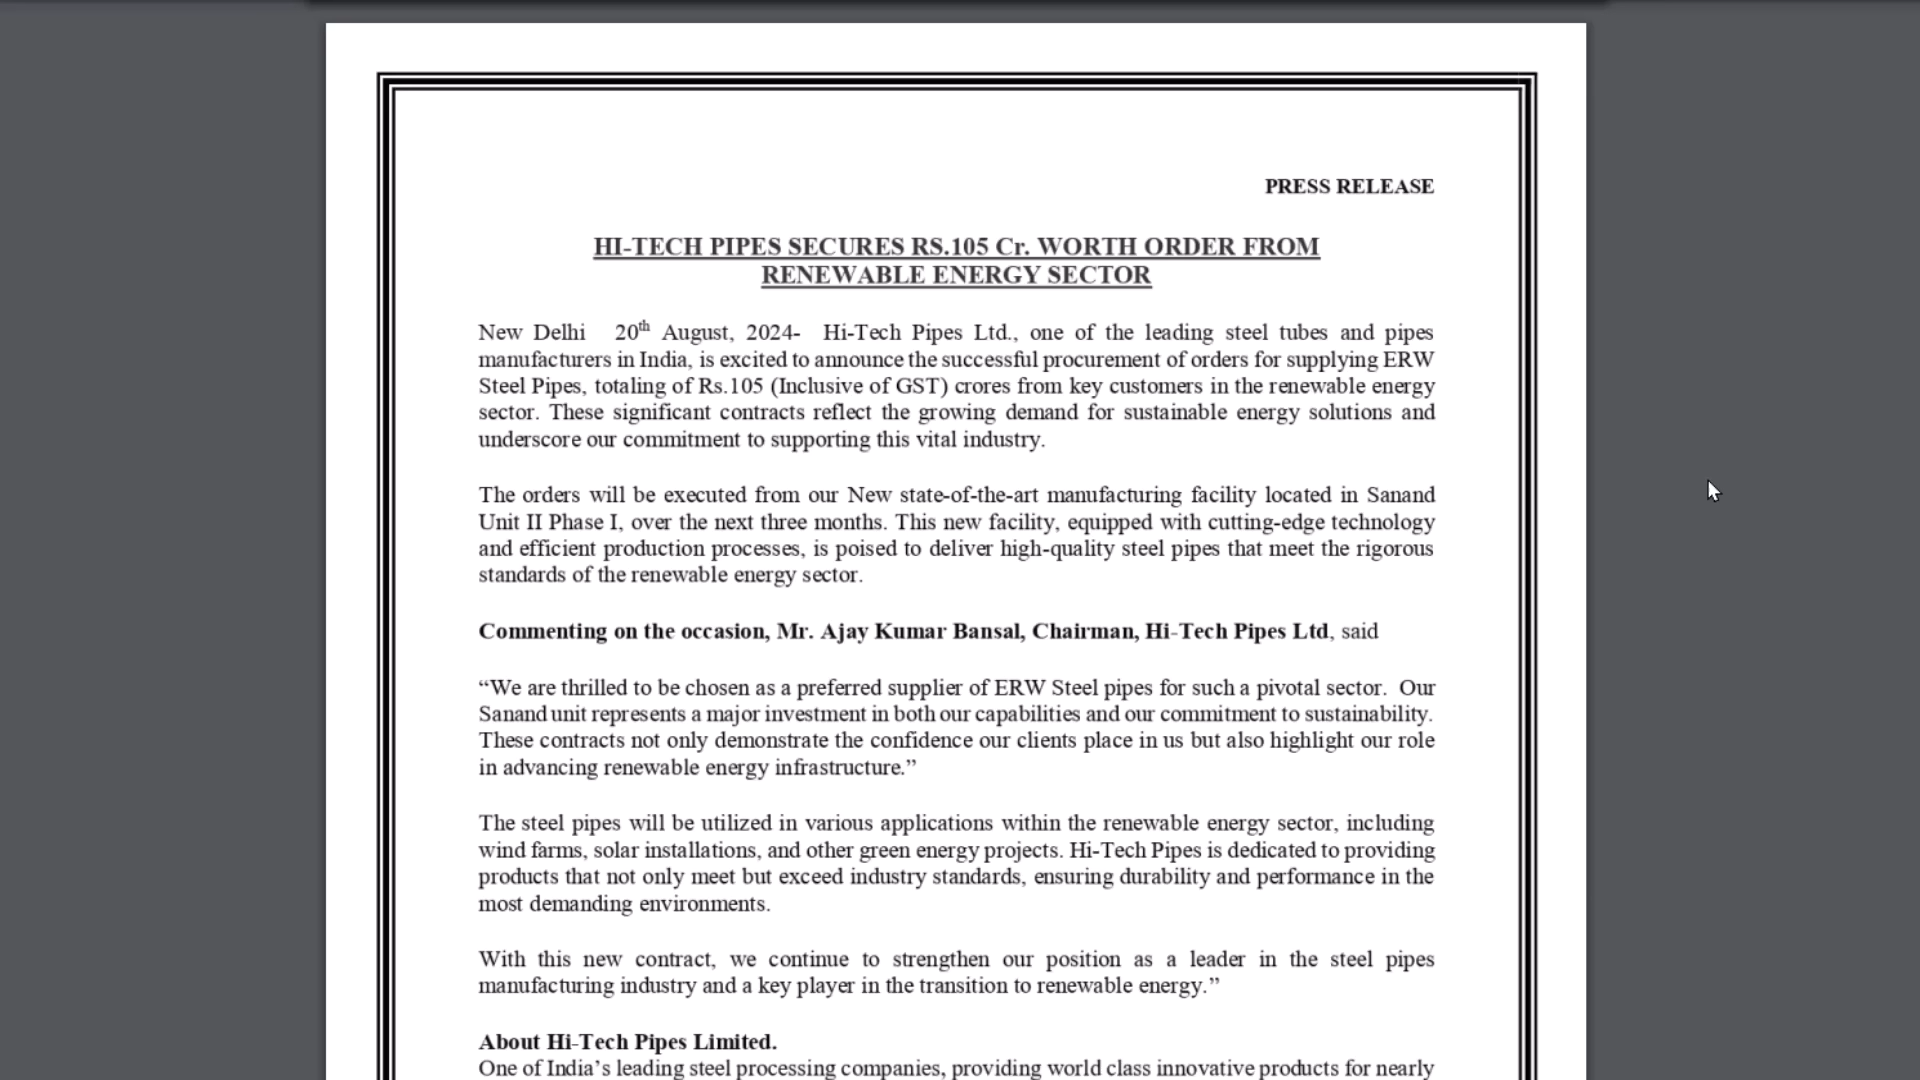 PRESS RELEASE
HI-TECH PIPES SECURES RS.105 Cr. WORTH ORDER FROM
RENEWABLE ENERGY SECTOR
New Delhi 20th August, 2024- Hi-Tech Pipes Ltd., one of the leading steel tubes and pipes
manufacturers in India, is excited to announce the successful procurement of orders for supplying ERW
Steel Pipes, totaling of Rs.105 (Inclusive of GST) crores from key customers in the renewable energy
sector. These significant contracts reflect the growing demand for sustainable energy solutions and
underscore our commitment to supporting this vital industry.
The orders will be executed from our New state-of-the-art manufacturing facility located in Sanand
Unit II Phase I, over the next three months. This new facility, equipped with cutting-edge technology
and efficient production processes, is poised to deliver high-quality steel pipes that meet the rigorous
standards of the renewable energy sector.
Commenting on the occasion, Mr. Ajay Kumar Bansal, Chairman, Hi-Tech Pipes Ltd, said
“We are thrilled to be chosen as a preferred supplier of ERW Steel pipes for such a pivotal sector. Our
Sanand unit represents a major investment in both our capabilities and our commitment to sustainability.
These contracts not only demonstrate the confidence our clients place in us but also highlight our role
in advancing renewable energy infrastructure.”
The steel pipes will be utilized in various applications within the renewable energy sector, including
wind farms, solar installations, and other green energy projects. Hi-Tech Pipes is dedicated to providing
products that not only meet but exceed industry standards, ensuring durability and performance in the
most demanding environments.
With this new contract, we continue to strengthen our position as a leader in the steel pipes
manufacturing industry and a key player in the transition to renewable energy.”
About Hi-Tech Pipes Limited.
One of India’s leading steel processing companies, providing world class innovative products for nearly